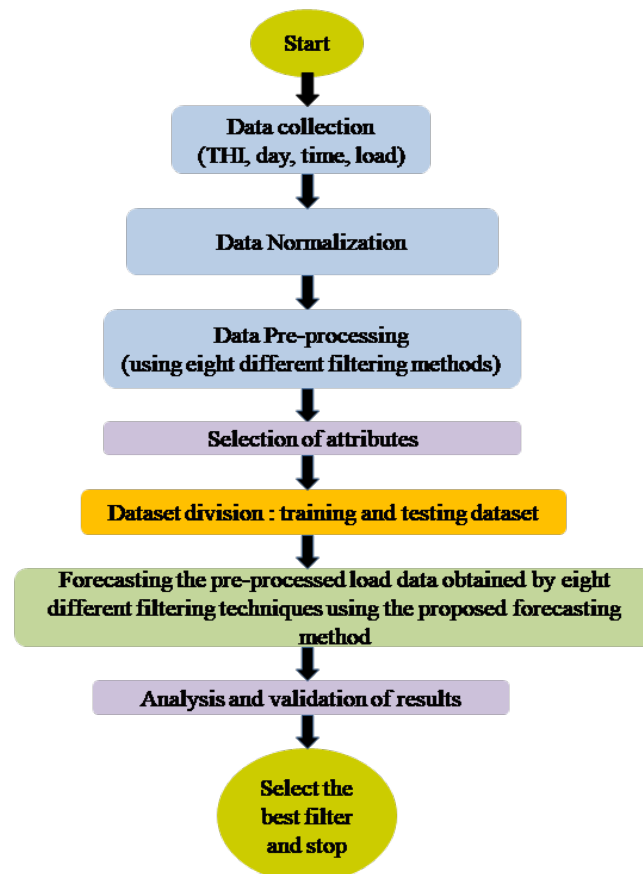 Start
Data collection
(THI, day, time, load)
Data Normalization
Data Pre-processing
(using eight different filtering methods)
Selection of attributes
Dataset division : training and testing dataset
Forecasting the pre-processed load data obtained by eight
different filtering techniques using the proposed forecasting
method
Analysis and validation of results
Select the
best filter
and stop